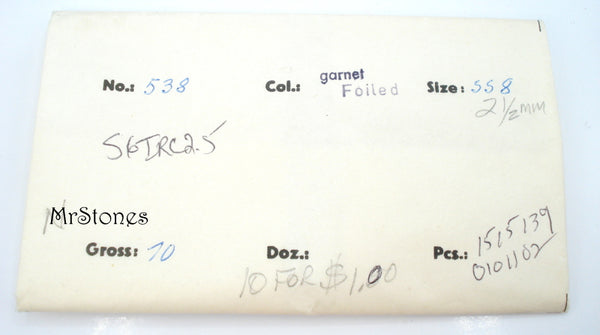 No.: 538 Col.: garnet Foiled Size: SS8
2 1/2 mm
S6IRC2.5
MrStones
Gross: 10 Doz.: Pcs.: 1515139
0101102
10 FOR $1.00